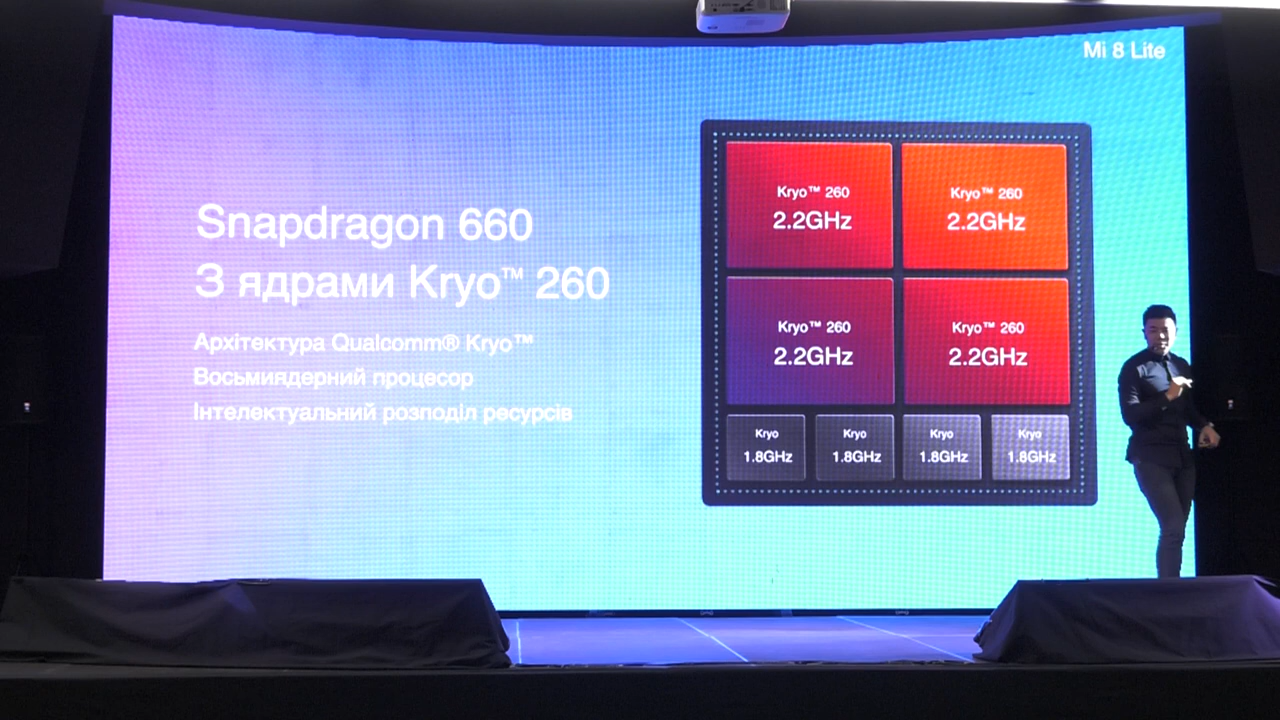 Mi 8 Lite
Snapdragon 660
З ядрами Kryo™ 260
Архітектура Qualcomm® Kryo™
Восьмиядерний процесор
Інтелектуальний розподіл ресурсів
Kryo™ 260
2.2GHz
Kryo™ 260
2.2GHz
Kryo™ 260
2.2GHz
Kryo™ 260
2.2GHz
Kryo
1.8GHz
Kryo
1.8GHz
Kryo
1.8GHz
Kryo
1.8GHz